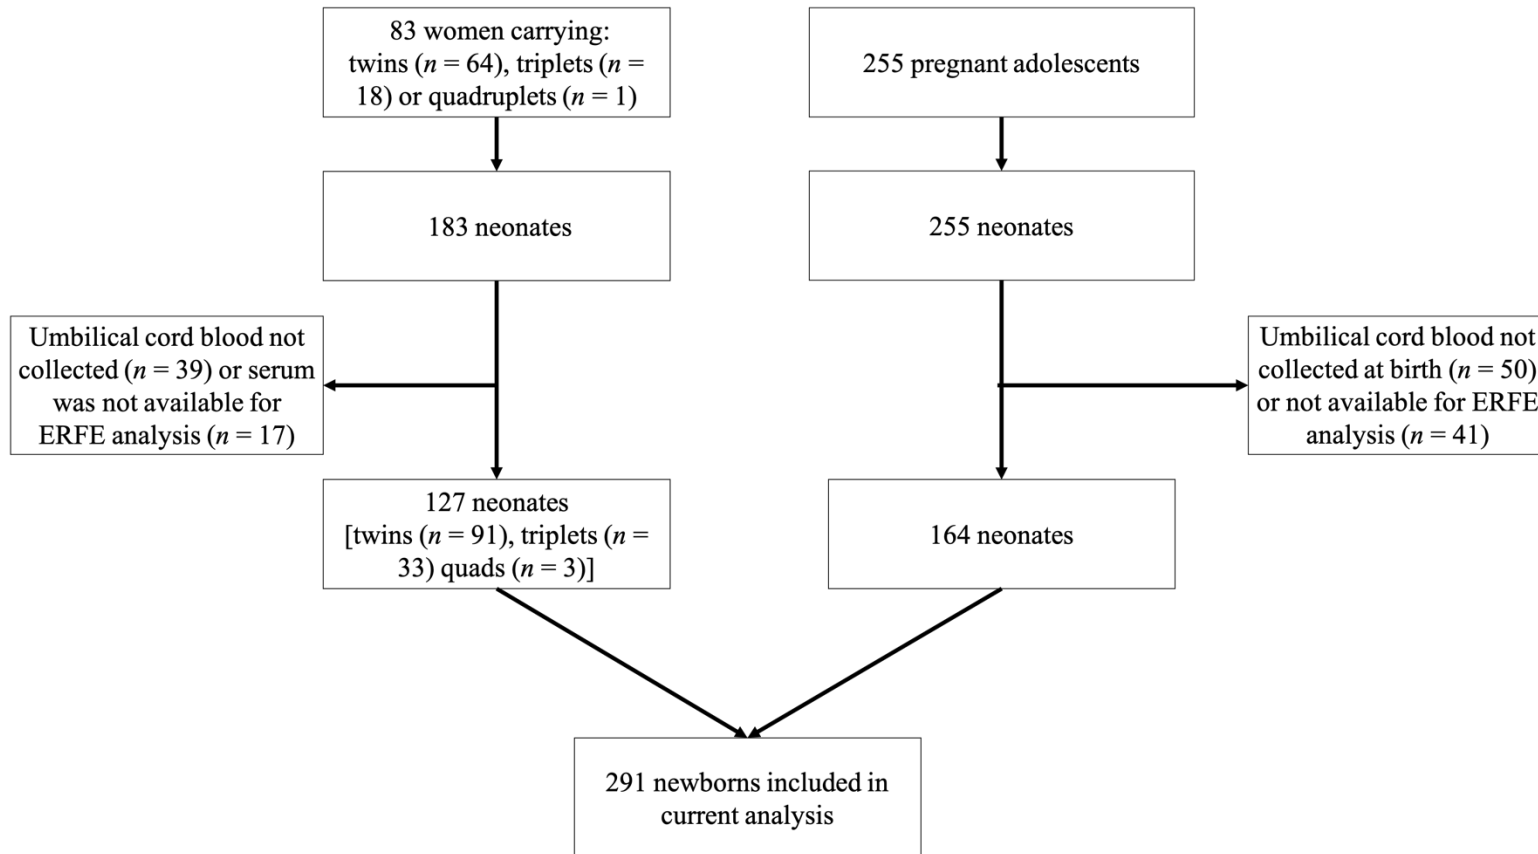 83 women carrying:
twins (n = 64), triplets (n =
18) or quadruplets (n = 1)
255 pregnant adolescents
183 neonates
255 neonates
Umbilical cord blood not
collected (n = 39) or serum
was not available for
ERFE analysis (n = 17)
Umbilical cord blood not
collected at birth (n = 50)
or not available for ERFE
analysis (n = 41)
127 neonates
[twins (n = 91), triplets (n =
33) quads (n = 3)]
164 neonates
291 newborns included in
current analysis